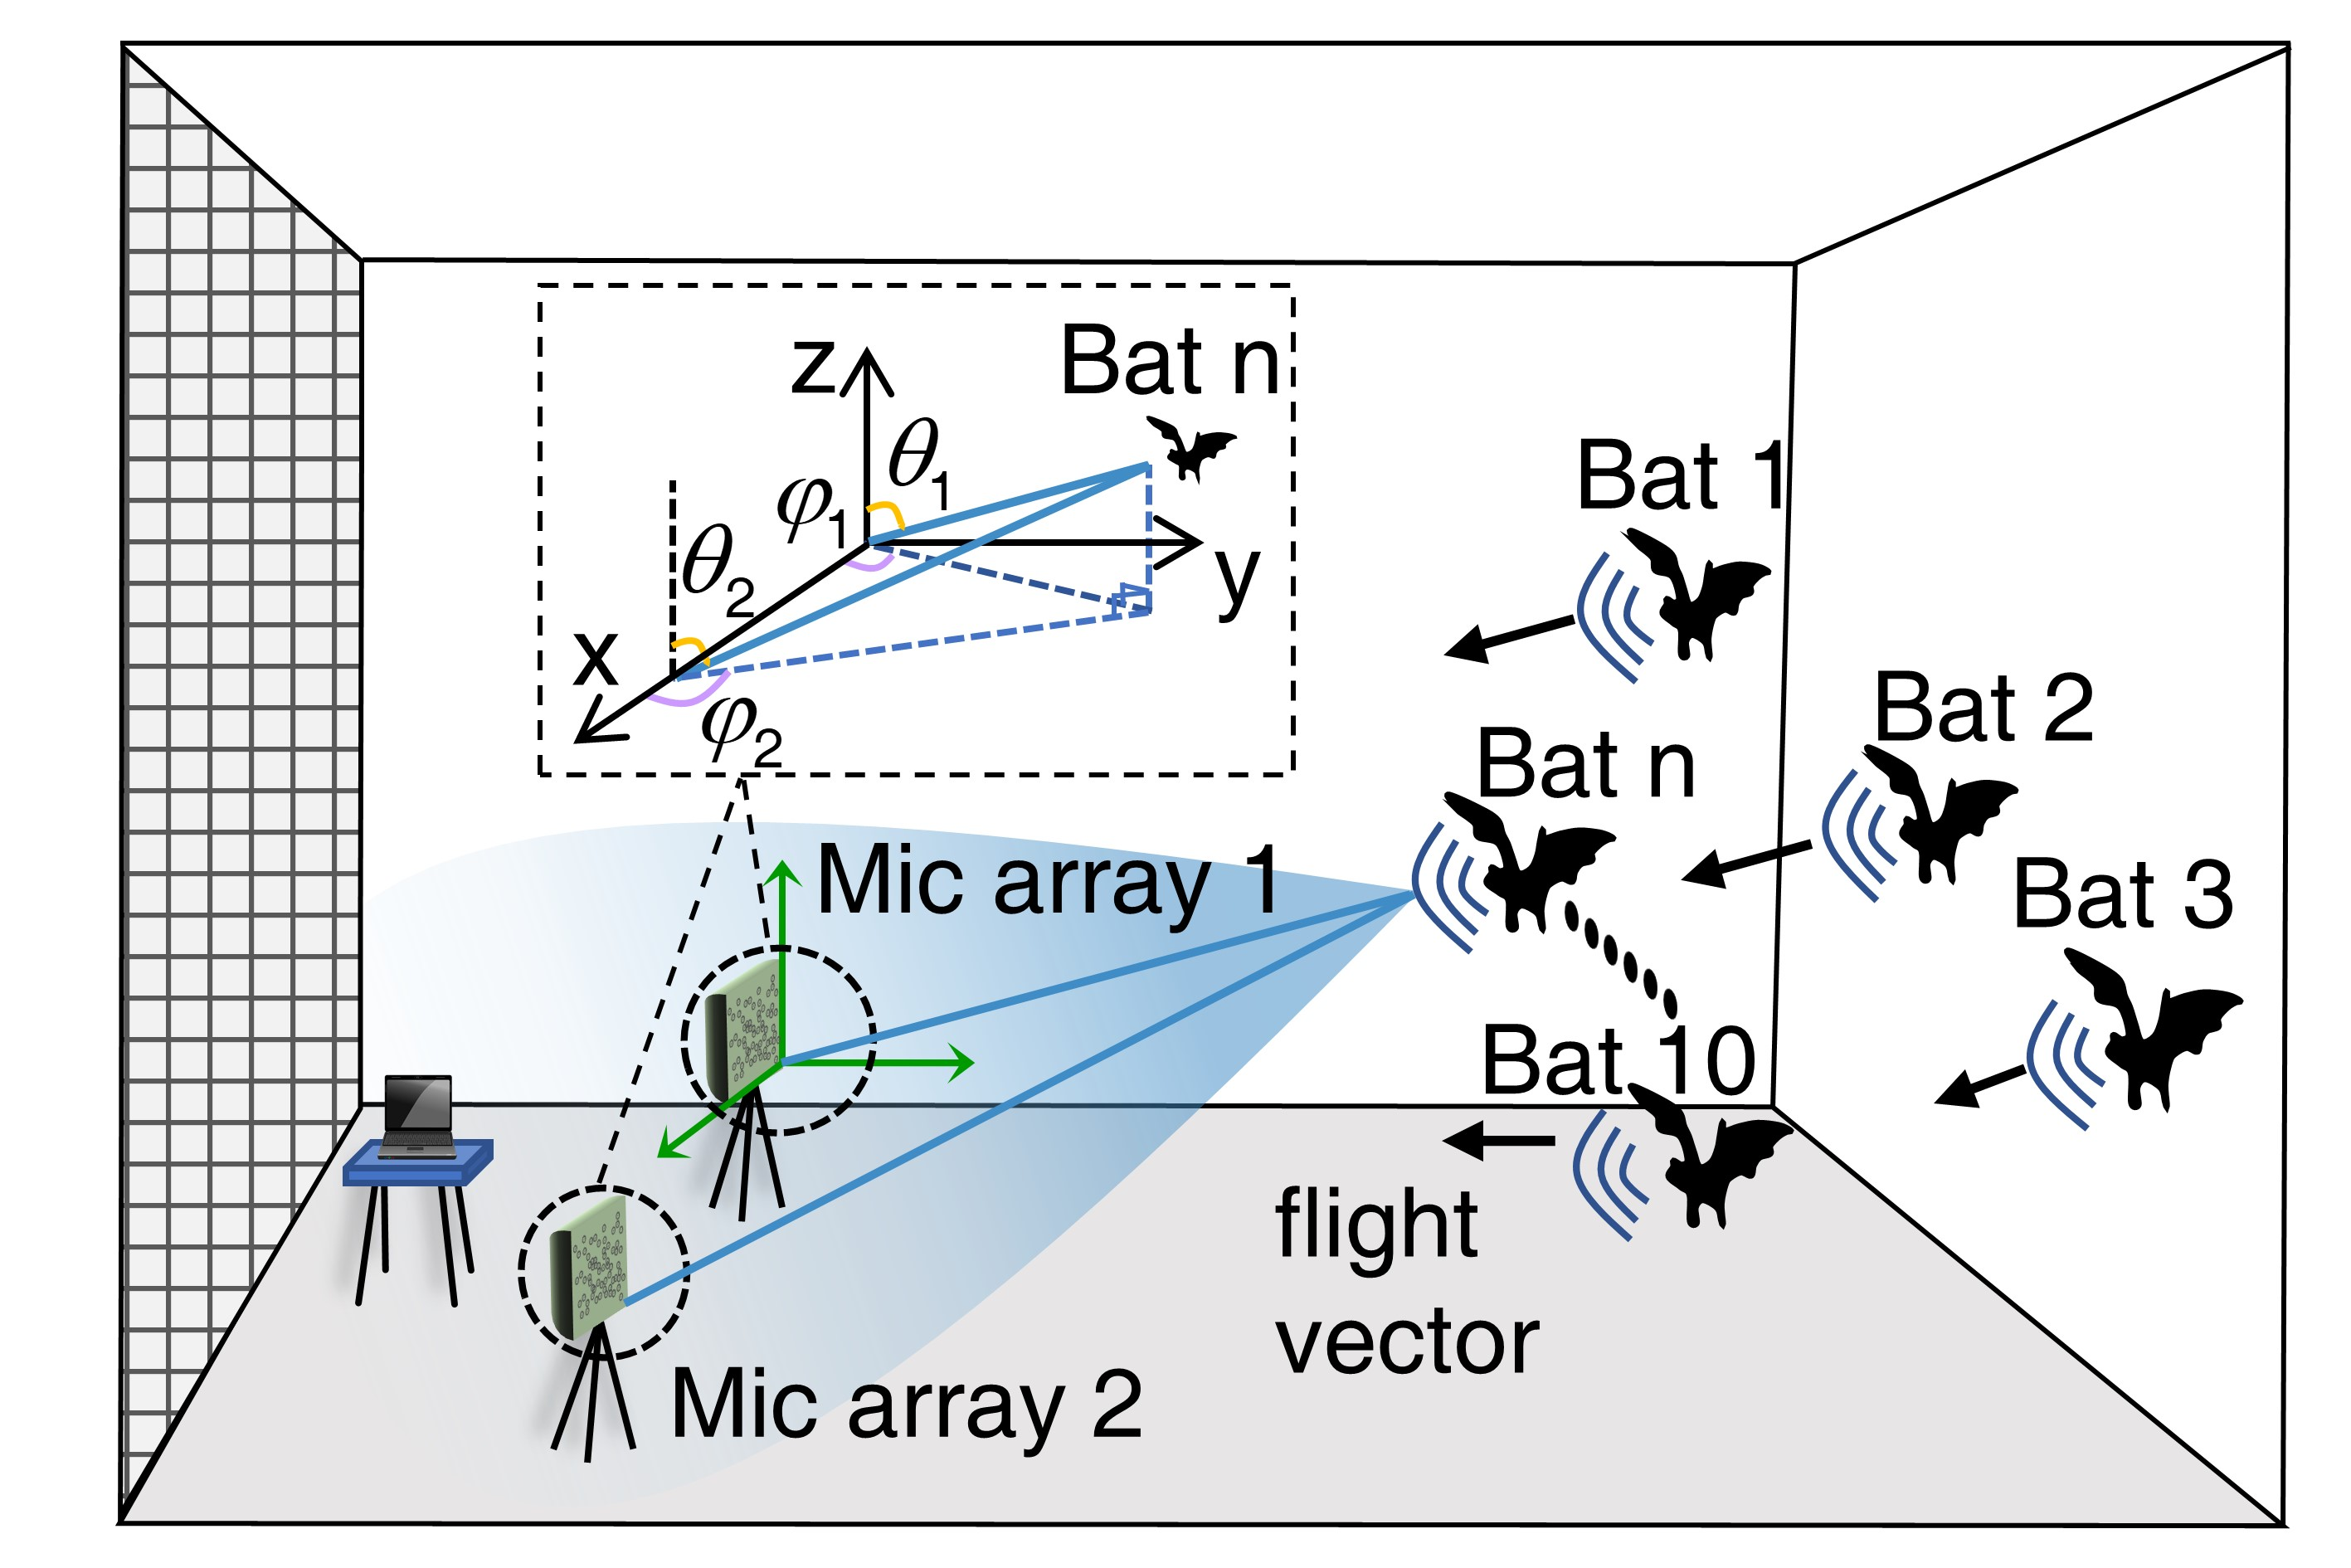 Bat n
z
θ1
φ1
θ2
x
y
φ2
Bat 1
Bat 2
Bat n
Bat 3
Mic array 1
Bat 10
flight
vector
Mic array 2